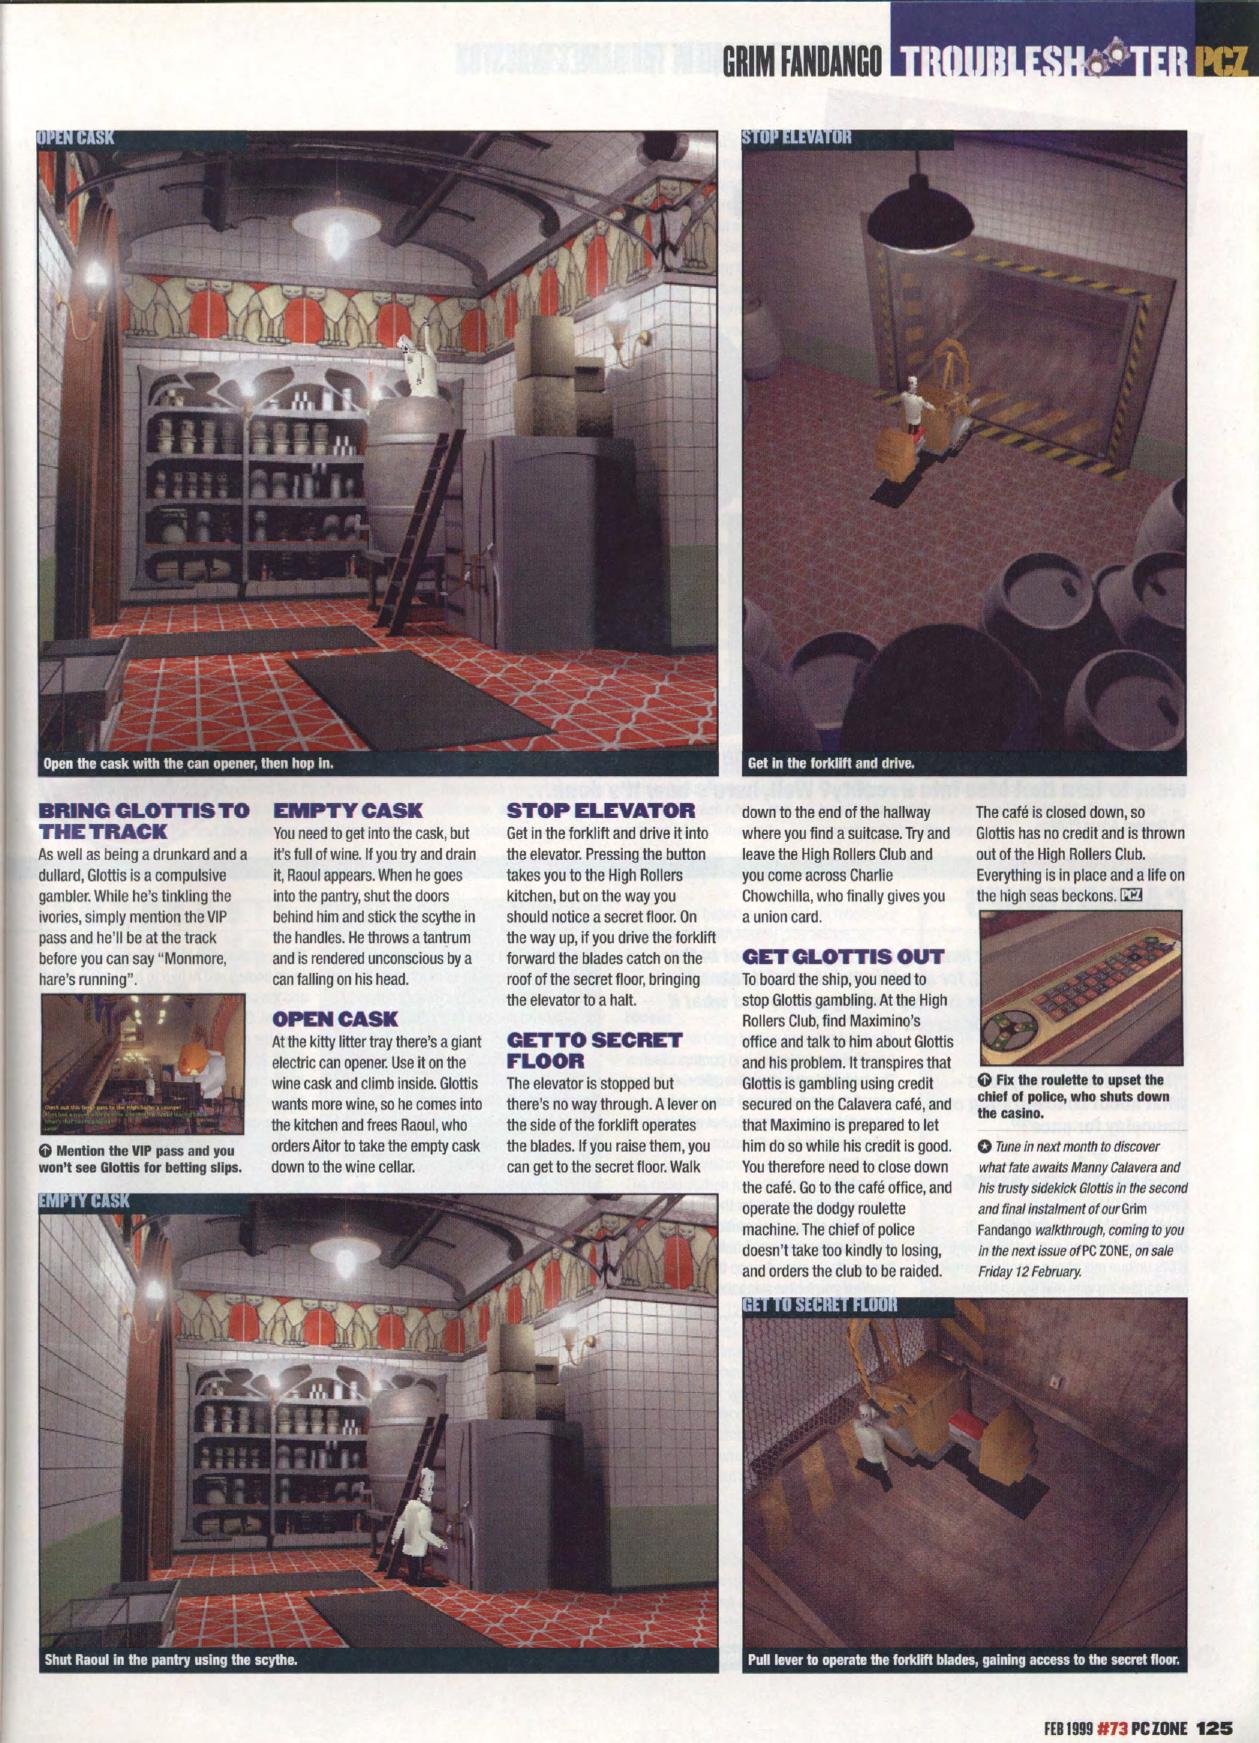 GRIM FANDANGO TROUBLESHOOTER PCZ
OPEN CASK
Open the cask with the can opener, then hop in.
STOP ELEVATOR
Get in the forklift and drive.
BRING GLOTTIS TO
THE TRACK
As well as being a drunkard and a
dullard, Glottis is a compulsive
gambler. While he's tinkling the
ivories, simply mention the VIP
pass and he'll be at the track
before you can say "Monmore,
hare's running".
Mention the VIP pass and you
won't see Glottis for betting slips.
EMPTY CASK
You need to get into the cask, but
it's full of wine. If you try and drain
it, Raoul appears. When he goes
into the pantry, shut the doors
behind him and stick the scythe in
the handles. He throws a tantrum
and is rendered unconscious by a
can falling on his head.
OPEN CASK
At the kitty litter tray there's a giant
electric can opener. Use it on the
wine cask and climb inside. Glottis
wants more wine, so he comes into
the kitchen and frees Raoul, who
orders Aitor to take the empty cask
down to the wine cellar.
STOP ELEVATOR
Get in the forklift and drive it into
the elevator. Pressing the button
takes you to the High Rollers
kitchen, but on the way you
should notice a secret floor. On
the way up, if you drive the forklift
forward the blades catch on the
roof of the secret floor, bringing
the elevator to a halt.
GET TO SECRET
FLOOR
The elevator is stopped but
there's no way through. A lever on
the side of the forklift operates
the blades. If you raise them, you
can get to the secret floor. Walk
down to the end of the hallway
where you find a suitcase. Try and
leave the High Rollers Club and
you come across Charlie
Chowchilla, who finally gives you
a union card.
GET GLOTTIS OUT
To board the ship, you need to
stop Glottis gambling. At the High
Rollers Club, find Maximino's
office and talk to him about Glottis
and his problem. It transpires that
Glottis is gambling using credit
secured on the Calavera café, and
that Maximino is prepared to let
him do so while his credit is good.
You therefore need to close down
the café. Go to the café office, and
operate the dodgy roulette
machine. The chief of police
doesn't take too kindly to losing,
and orders the club to be raided.
The café is closed down, so
Glottis has no credit and is thrown
out of the High Rollers Club.
Everything is in place and a life on
the high seas beckons. PCZ
Fix the roulette to upset the
chief of police, who shuts down
the casino.
Tune in next month to discover
what fate awaits Manny Calavera and
his trusty sidekick Glottis in the second
and final instalment of our Grim
Fandango walkthrough, coming to you
in the next issue of PC ZONE, on sale
Friday 12 February.
EMPTY CASK
Shut Raoul in the pantry using the scythe.
GET TO SECRET FLOOR
Pull lever to operate the forklift blades, gaining access to the secret floor.
FEB 1999 #73 PC ZONE 125